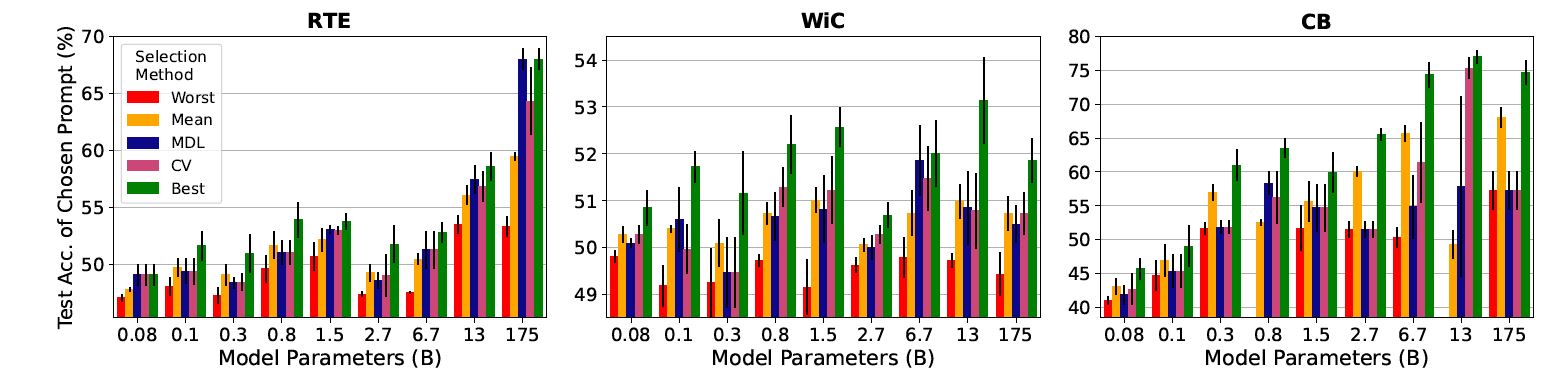 RTE
WiC
CB
Test Acc. of Chosen Prompt (%)
70
65
60
55
50
Selection
Method
Worst
Mean
MDL
CV
Best
0.08 0.1 0.3 0.8 1.5 2.7 6.7 13 175
Model Parameters (B)
54
53
52
51
50
49
0.08 0.1 0.3 0.8 1.5 2.7 6.7 13 175
Model Parameters (B)
80
75
70
65
60
55
50
45
40
0.08 0.1 0.3 0.8 1.5 2.7 6.7 13 175
Model Parameters (B)